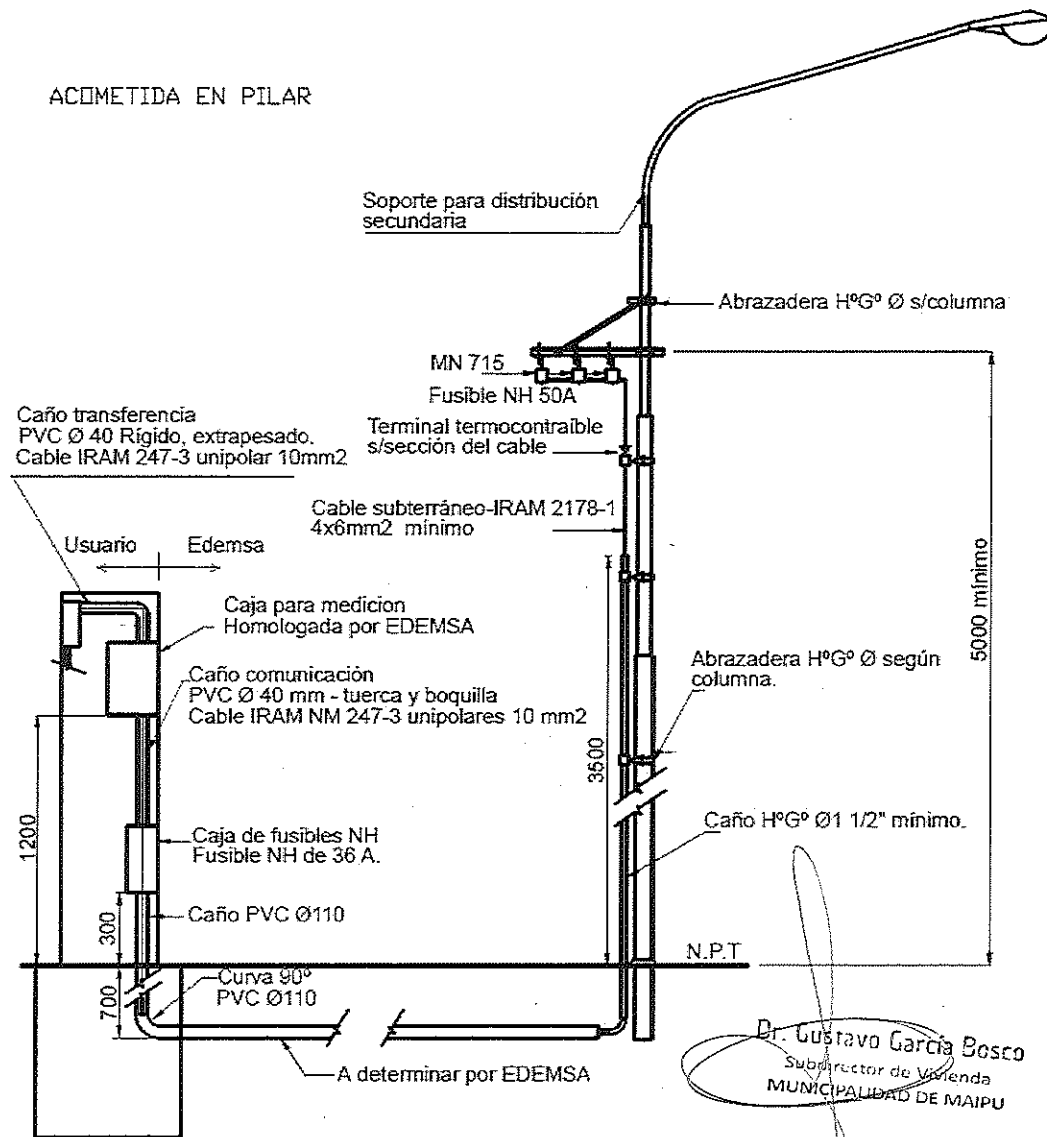 ACOMETIDA EN PILAR
Soporte para distribución
secundaria
Abrazadera HºGº Ø s/columna
MN 715
Fusible NH 50A
Caño transferencia
PVC Ø 40 Rígido, extrapesado.
Cable IRAM 247-3 unipolar 10mm2
Terminal termocontraíble
s/sección del cable
Cable subterráneo-IRAM 2178-1
4x6mm2 mínimo
Usuario
Edemsa
Caja para medicion
Homologada por EDEMSA
5000 mínimo
Caño comunicación
PVC Ø 40 mm - tuerca y boquilla
Cable IRAM NM 247-3 unipolares 10 mm2
Abrazadera HºGº Ø según
columna.
3500
1200
Caja de fusibles NH
Fusible NH de 36 A.
Caño HºGº Ø1 1/2" mínimo.
300
Caño PVC Ø110
N.P.T
700
Curva 90º
PVC Ø110
A determinar por EDEMSA
Dr. Gustavo García Bosco
Subdirector de Vivienda
MUNICIPALIDAD DE MAIPU